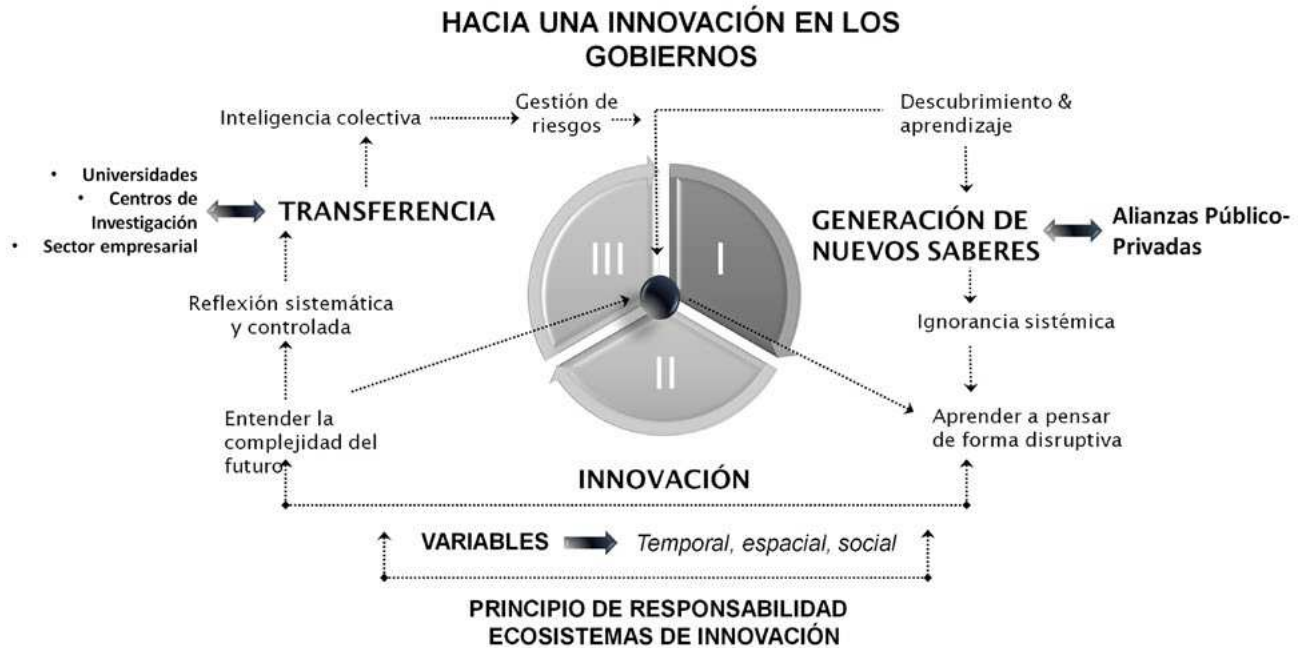 HACIA UNA INNOVACIÓN EN LOS
GOBIERNOS
Inteligencia colectiva
Gestión de
riesgos
Descubrimiento &
aprendizaje
• Universidades
• Centros de
Investigación
• Sector empresarial
TRANSFERENCIA
III
I
II
GENERACIÓN DE
NUEVOS SABERES
Alianzas Público-
Privadas
Reflexión sistemática
y controlada
Ignorancia sistémica
Entender la
complejidad del
futuro
Aprender a pensar
de forma disruptiva
INNOVACIÓN
VARIABLES
Temporal, espacial, social
PRINCIPIO DE RESPONSABILIDAD
ECOSISTEMAS DE INNOVACIÓN